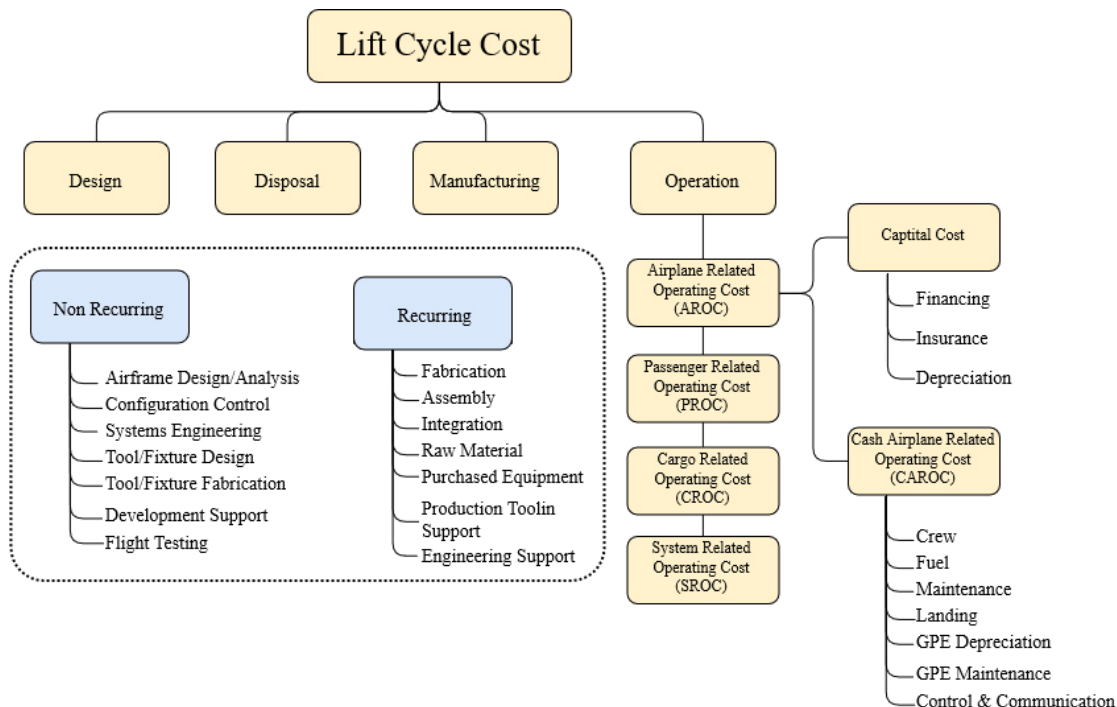 Lift Cycle Cost
Design
Disposal
Manufacturing
Operation
Non Recurring
Airframe Design/Analysis
Configuration Control
Systems Engineering
Tool/Fixture Design
Tool/Fixture Fabrication
Development Support
Flight Testing
Recurring
Fabrication
Assembly
Integration
Raw Material
Purchased Equipment
Production Toolin
Support
Engineering Support
Airplane Related
Operating Cost
(AROC)
Passenger Related
Operating Cost
(PROC)
Cargo Related
Operating Cost
(CROC)
System Related
Operating Cost
(SROC)
Captital Cost
Financing
Insurance
Depreciation
Cash Airplane Related
Operating Cost
(CAROC)
Crew
Fuel
Maintenance
Landing
GPE Depreciation
GPE Maintenance
Control & Communication